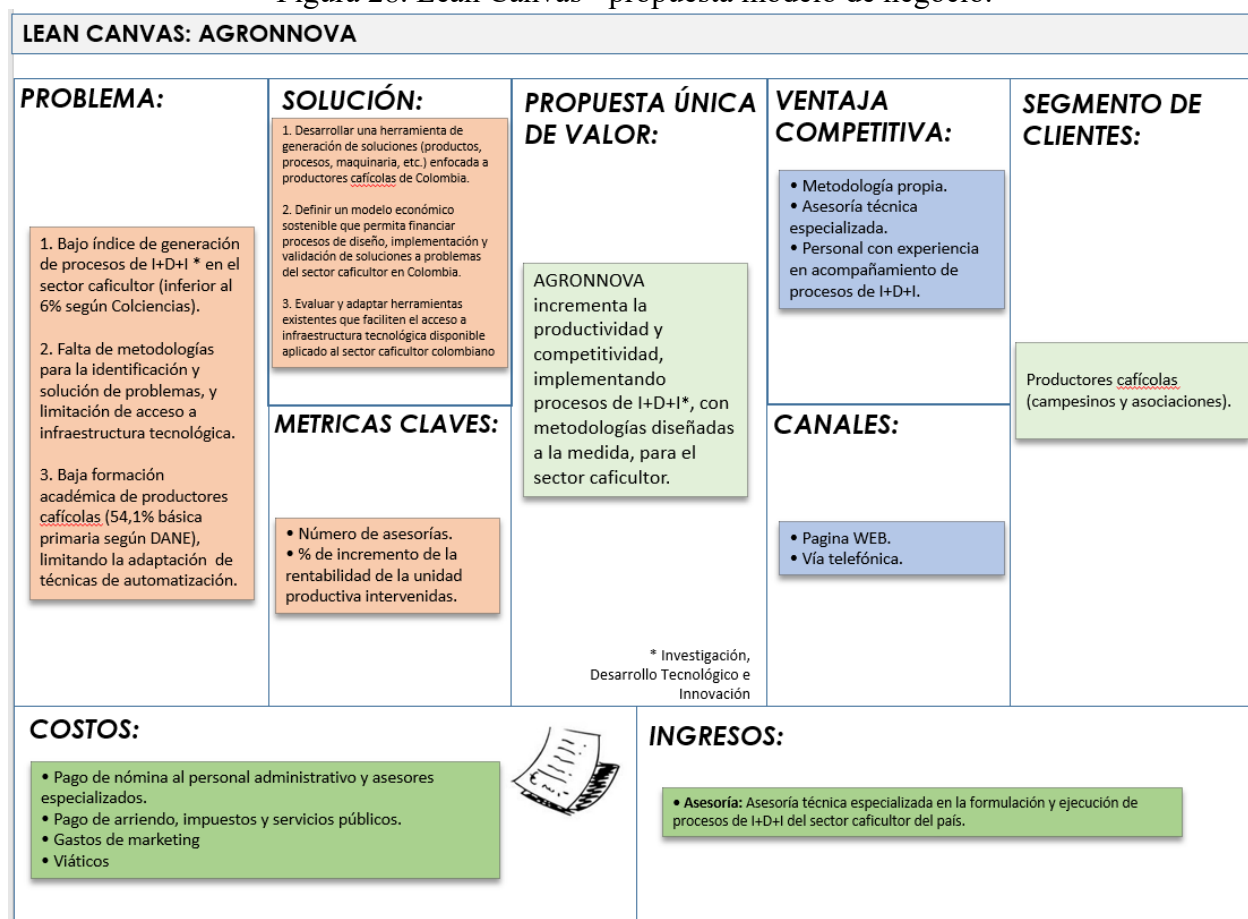 Figura 28. Lean Canvas - propuesta modelo de negocio.
LEAN CANVAS: AGRONNOVA
PROBLEMA:
1. Bajo índice de generación
de procesos de I+D+I * en el
sector caficultor (inferior al
6% según Colciencias).
2. Falta de metodologías
para la identificación y
solución de problemas, y
limitación de acceso a
infraestructura tecnológica.
3. Baja formación
académica de productores
cafícolas (54,1% básica
primaria según DANE),
limitando la adaptación de
técnicas de automatización.
SOLUCIÓN:
1. Desarrollar una herramienta de
generación de soluciones (productos,
procesos, maquinaria, etc.) enfocada a
productores cafícolas de Colombia.
2. Definir un modelo económico
sostenible que permita financiar
procesos de diseño, implementación y
validación de soluciones a problemas
del sector caficultor en Colombia.
3. Evaluar y adaptar herramientas
existentes que faciliten el acceso a
infraestructura tecnológica disponible
aplicado al sector caficultor colombiano
METRICAS CLAVES:
• Número de asesorías.
• % de incremento de la
rentabilidad de la unidad
productiva intervenidas.
PROPUESTA ÚNICA
DE VALOR:
AGRONNOVA
incrementa la
productividad y
competitividad,
implementando
procesos de I+D+I*, con
metodologías diseñadas
a la medida, para el
sector caficultor.
* Investigación,
Desarrollo Tecnológico e
Innovación
VENTAJA
COMPETITIVA:
• Metodología propia.
• Asesoría técnica
especializada.
• Personal con experiencia
en acompañamiento de
procesos de I+D+I.
CANALES:
• Pagina WEB.
• Vía telefónica.
SEGMENTO DE
CLIENTES:
Productores cafícolas
(campesinos y asociaciones).
COSTOS:
• Pago de nómina al personal administrativo y asesores
especializados.
• Pago de arriendo, impuestos y servicios públicos.
• Gastos de marketing
• Viáticos
INGRESOS:
• Asesoría: Asesoría técnica especializada en la formulación y ejecución de
procesos de I+D+I del sector caficultor del país.